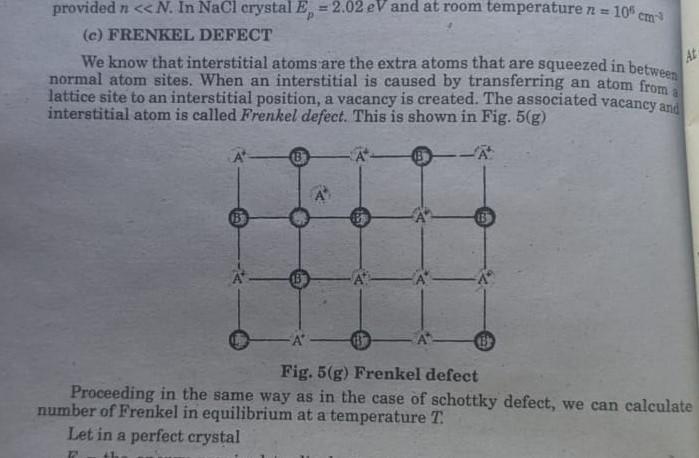 provided n << N. In NaCl crystal Ep = 2.02 eV and at room temperature n = 10⁶ cm⁻³
(c) FRENKEL DEFECT
At
We know that interstitial atoms are the extra atoms that are squeezed in between
normal atom sites. When an interstitial is caused by transferring an atom from a
lattice site to an interstitial position, a vacancy is created. The associated vacancy and
interstitial atom is called Frenkel defect. This is shown in Fig. 5(g)
A⁺ B A⁺ B A⁺
A⁺
B B A⁺ B
A⁺ B A⁺ A⁺ A⁺
A⁺ B A⁺ B
Fig. 5(g) Frenkel defect
Proceeding in the same way as in the case of schottky defect, we can calculate
number of Frenkel in equilibrium at a temperature T.
Let in a perfect crystal